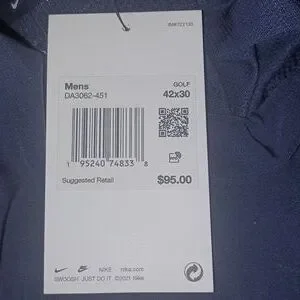 Mens
GOLF
DA3062-451
42x30
1 95240 74833 8
Suggested Retail
$95.00
NIKE
nike.com
SWOOSH JUST DO IT ©2021 Nike